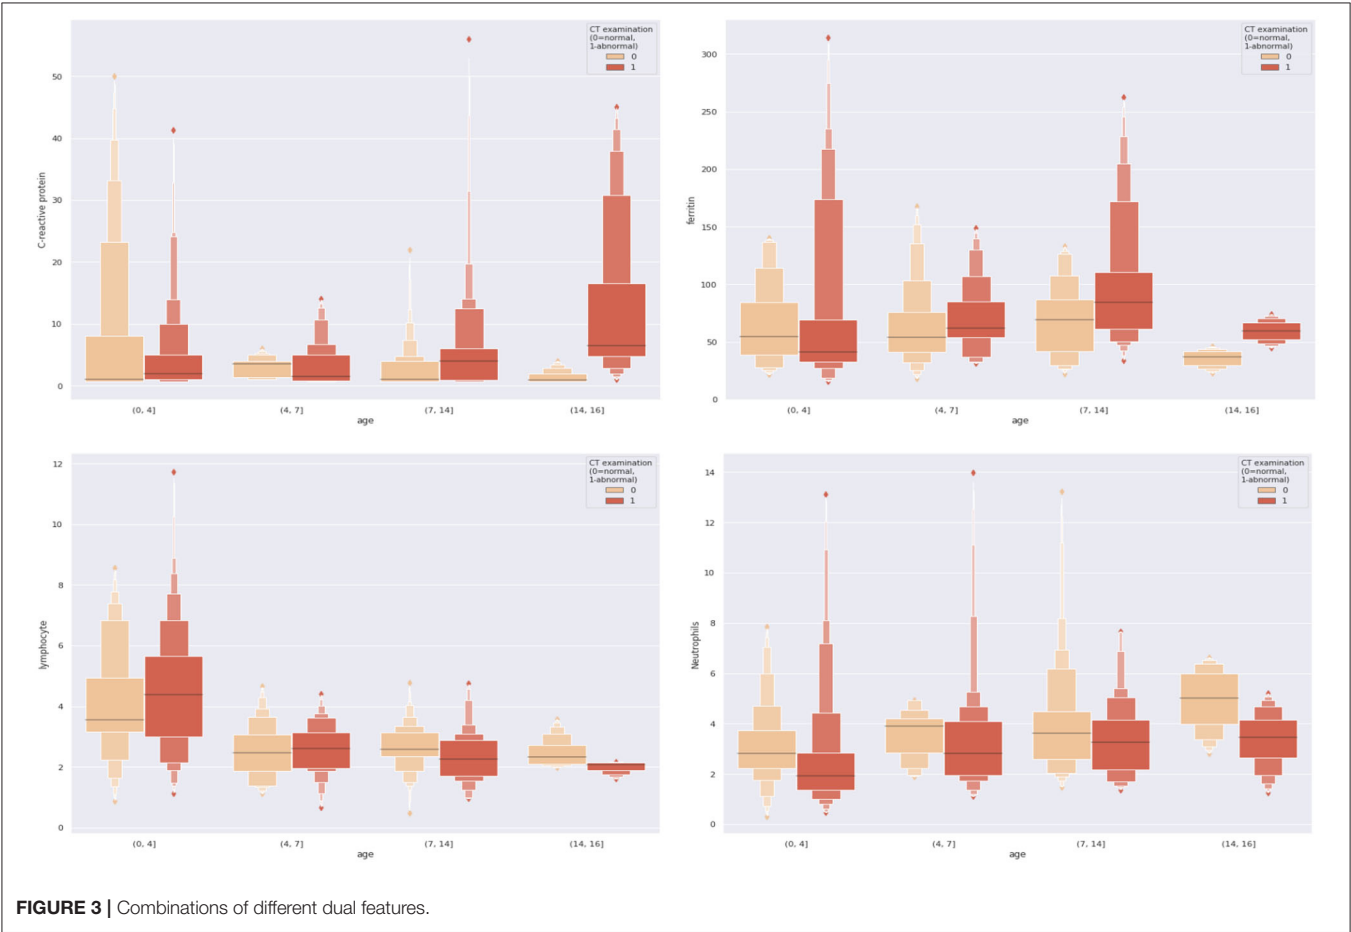 CT examination
(0=normal,
1-abnormal)
0
1
50
40
30
20
10
0
C-reactive protein
(0, 4]
(4, 7]
(7, 14]
(14, 16]
age
CT examination
(0=normal,
1-abnormal)
0
1
300
250
200
150
100
50
0
ferritin
(0, 4]
(4, 7]
(7, 14]
(14, 16]
age
CT examination
(0=normal,
1-abnormal)
0
1
12
10
8
6
4
2
0
lymphocyte
(0, 4]
(4, 7]
(7, 14]
(14, 16]
age
CT examination
(0=normal,
1-abnormal)
0
1
14
12
10
8
6
4
2
0
Neutrophils
(0, 4]
(4, 7]
(7, 14]
(14, 16]
age
FIGURE 3 | Combinations of different dual features.